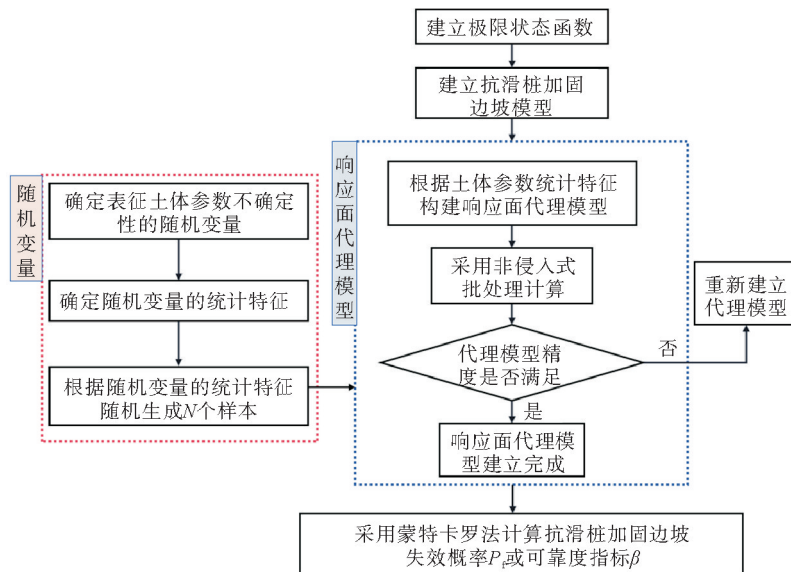 建立极限状态函数
建立抗滑桩加固
边坡模型
随机变量
确定表征土体参数不确定
性的随机变量
确定随机变量的统计特征
根据随机变量的统计特征
随机生成N个样本
响应面代理模型
根据土体参数统计特征
构建响应面代理模型
采用非侵入式
批处理计算
代理模型精
度是否满足
否
重新建立
代理模型
是
响应面代理模
型建立完成
采用蒙特卡罗法计算抗滑桩加固边坡
失效概率Pf或可靠度指标β